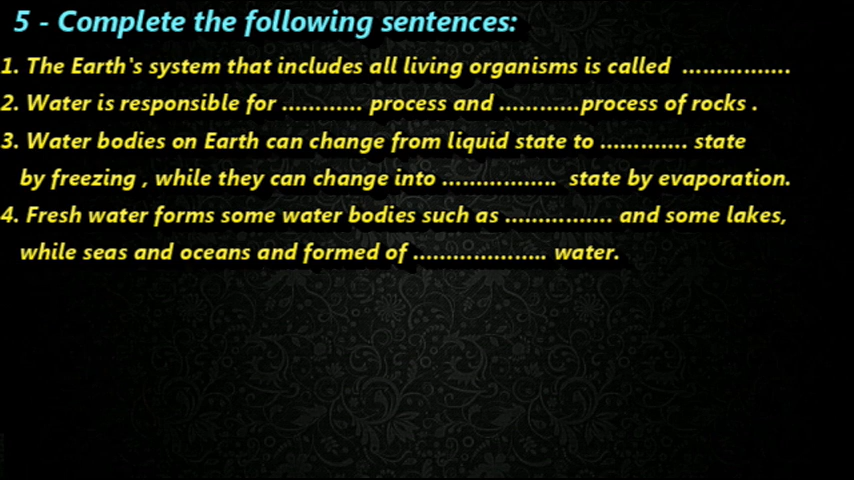 5 - Complete the following sentences:
1. The Earth's system that includes all living organisms is called ................
2. Water is responsible for ............ process and ............process of rocks .
3. Water bodies on Earth can change from liquid state to ............. state
by freezing , while they can change into ................. state by evaporation.
4. Fresh water forms some water bodies such as ................ and some lakes,
while seas and oceans and formed of .................... water.